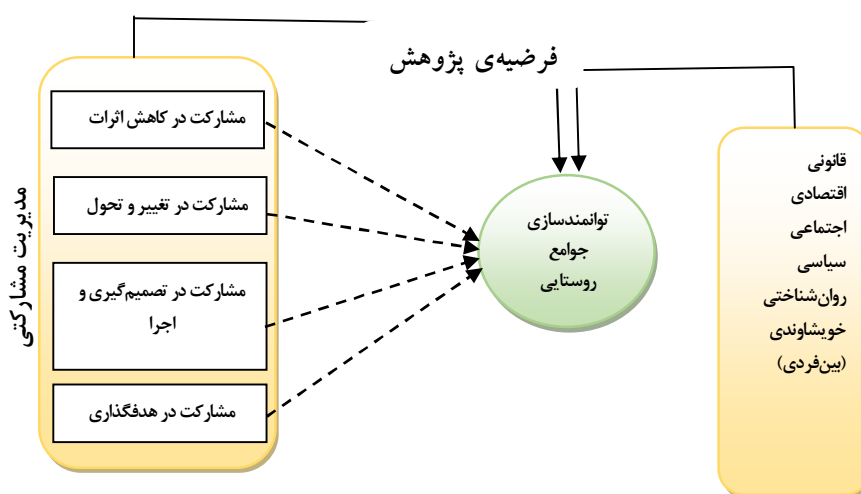 فرضیه‌ی پژوهش
قانونی
اقتصادی
اجتماعی
سیاسی
روان‌شناختی
خویشاوندی
(بین‌فردی)
توانمندسازی
جوامع
روستایی
مشارکت در کاهش اثرات
مشارکت در تغییر و تحول
مشارکت در تصمیم‌گیری و
اجرا
مشارکت در هدفگذاری
مدیریت مشارکتی